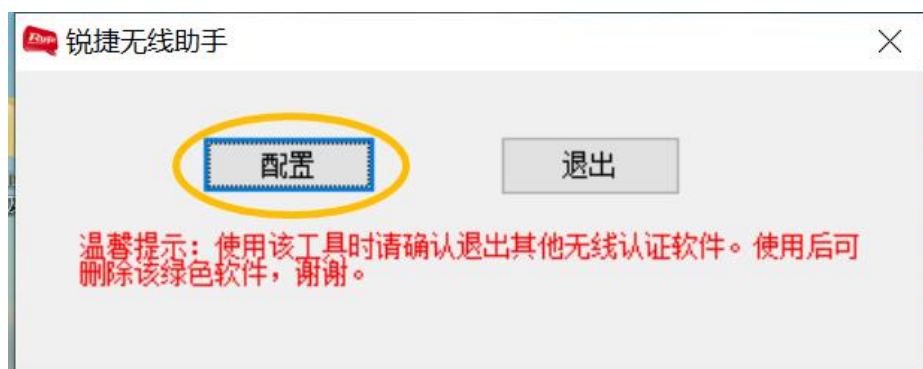 锐捷无线助手
配置
退出
温馨提示：使用该工具时请确认退出其他无线认证软件。使用后可
删除该绿色软件，谢谢。